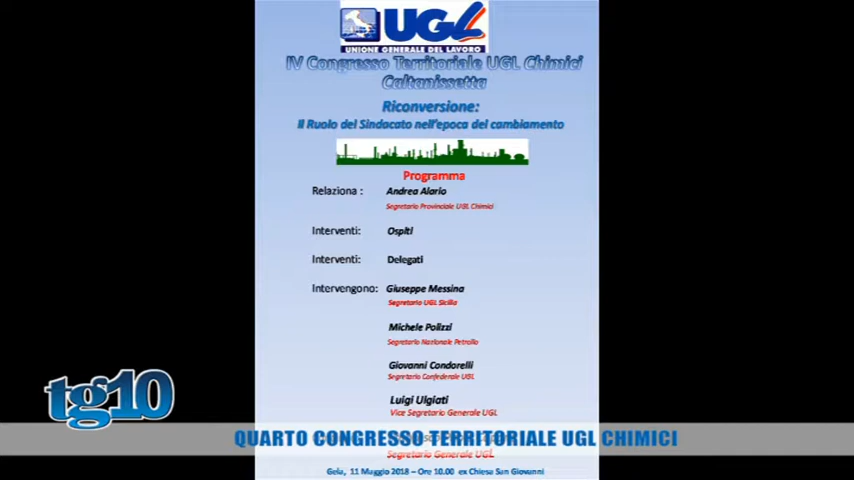 UGL
UNIONE GENERALE DEL LAVORO
IV Congresso Territoriale UGL Chimici
Caltanissetta
Riconversione:
Il Ruolo del Sindacato nell'epoca del cambiamento
Programma
Relaziona : Andrea Alario
Segretario Provinciale UGL Chimici
Interventi: Ospiti
Interventi: Delegati
Intervengono: Giuseppe Messina
Segretario UGL Sicilia
Michele Polizzi
Segretario Nazionale Petrolio
Giovanni Condorelli
Segretario Confederale UGL
Luigi Ulgiati
Vice Segretario Generale UGL
tg10
QUARTO CONGRESSO TERRITORIALE UGL CHIMICI
Segretario Generale UGL
Gela, 11 Maggio 2018 – Ore 10.00 ex Chiesa San Giovanni